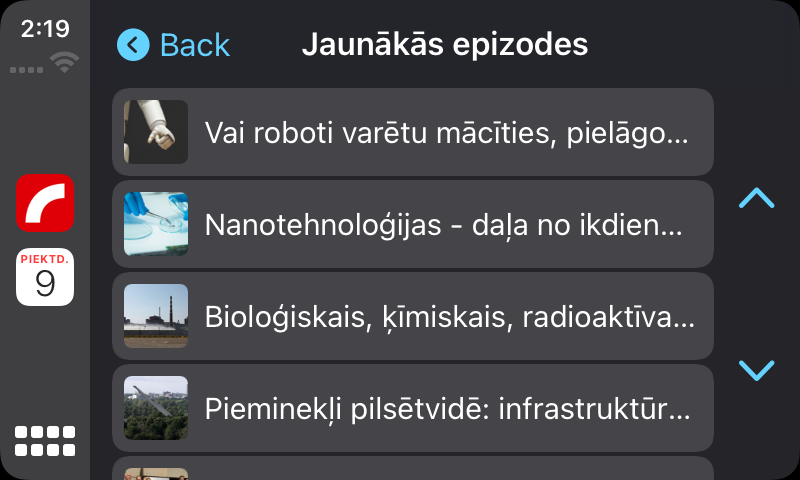 2:19
Back
Jaunākās epizodes
Vai roboti varētu mācīties, pielāgo...
Nanotehnoloģijas - daļa no ikdien...
PIEKTD.
9
Bioloģiskais, ķīmiskais, radioaktīva...
Pieminekļi pilsētvidē: infrastruktūr...